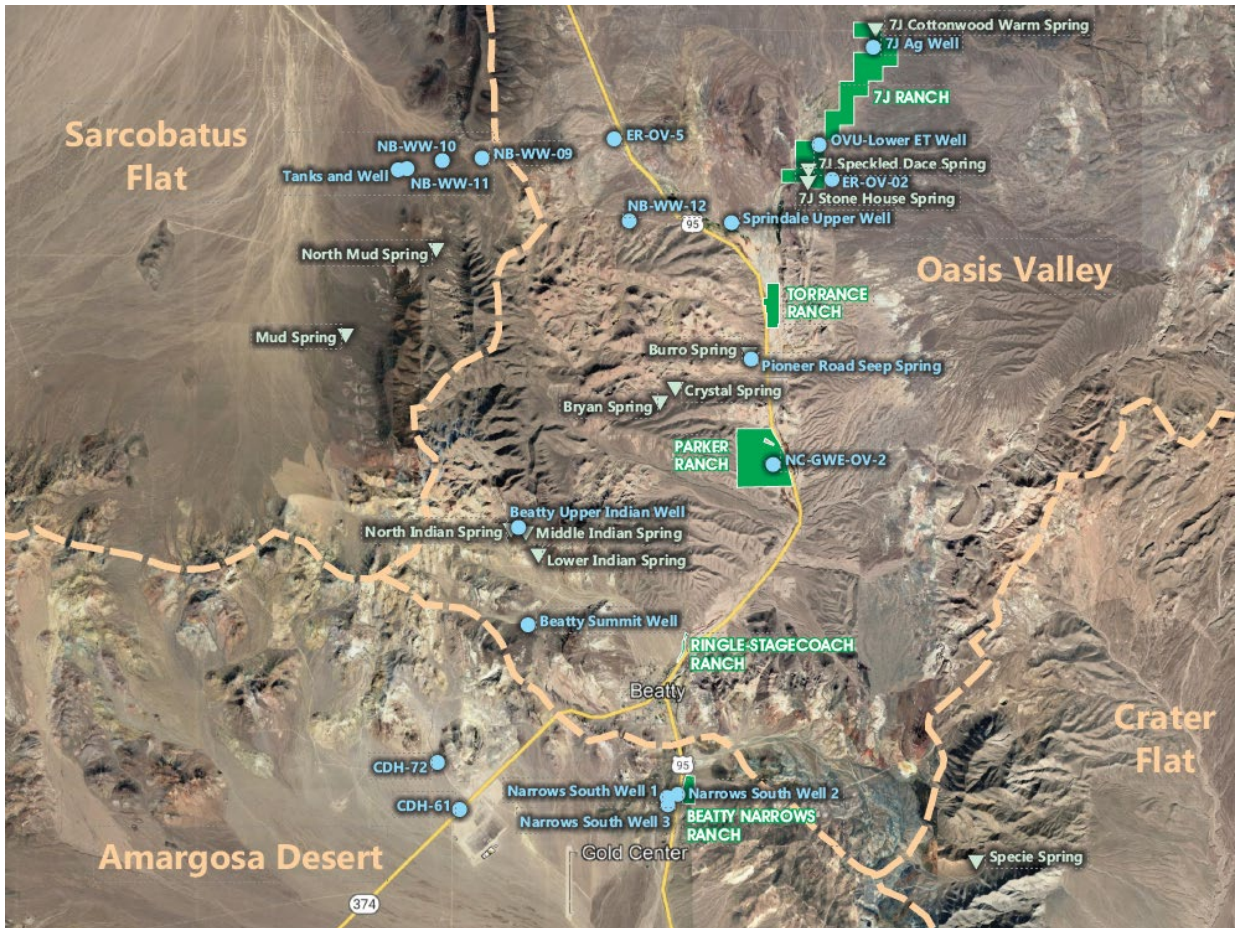 7J Cottonwood Warm Spring
7J Ag Well
7J RANCH
Sarcobatus
Flat
ER-OV-5
OVU-Lower ET Well
NB-WW-10
NB-WW-09
Tanks and Well
NB-WW-11
7J Speckled Dace Spring
ER-OV-02
7J Stone House Spring
NB-WW-12
95
Sprindale Upper Well
North Mud Spring
Oasis Valley
TORRANCE
RANCH
Mud Spring
Burro Spring
Pioneer Road Seep Spring
Crystal Spring
Bryan Spring
PARKER
RANCH
NC-GWE-OV-2
Beatty Upper Indian Well
North Indian Spring
Middle Indian Spring
Lower Indian Spring
Beatty Summit Well
RINGLE-STAGECOACH
RANCH
Beatty
Crater
Flat
CDH-72
95
Narrows South Well 1
Narrows South Well 2
CDH-61
Narrows South Well 3
BEATTY NARROWS
RANCH
Amargosa Desert
Gold Center
Specie Spring
374